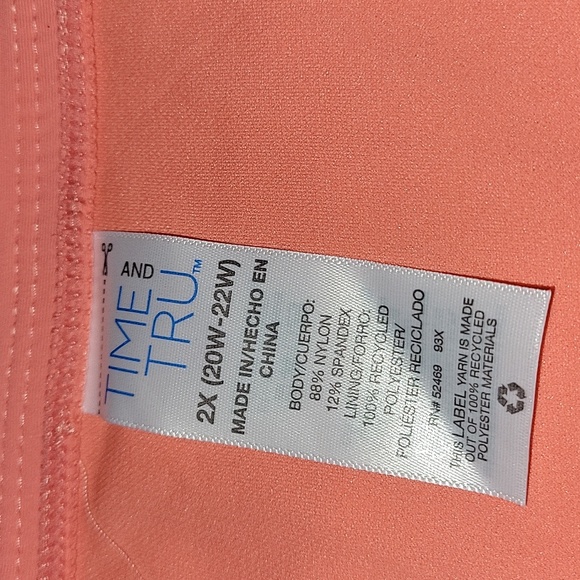 TIME AND
TRU™
2X (20W-22W)
MADE IN/HECHO EN
CHINA
BODY/CUERPO:
88% NYLON
12% SPANDEX
LINING/FORRO:
100% RECYCLED
POLYESTER/
POLIESTER RECICLADO
RN# 52469 93X
THIS LABEL YARN IS MADE
OUT OF 100% RECYCLED
POLYESTER MATERIALS